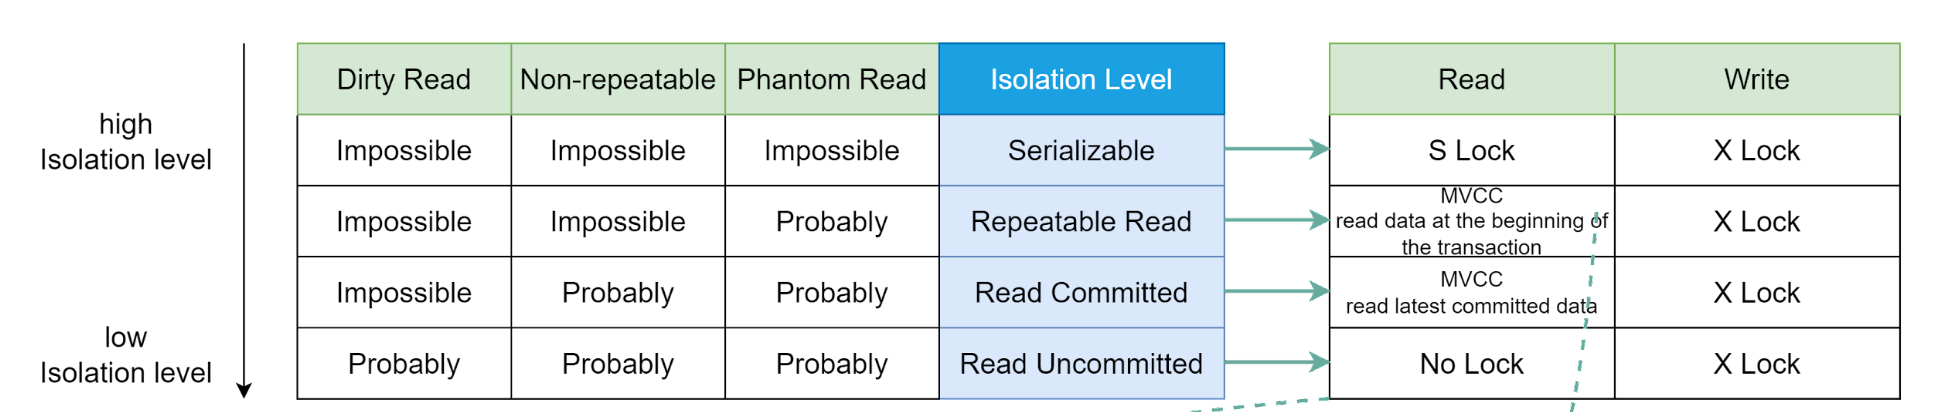 high
Isolation level
low
Isolation level
Dirty Read Non-repeatable Phantom Read Isolation Level Read Write
Impossible Impossible Impossible Serializable S Lock X Lock
Impossible Impossible Probably Repeatable Read MVCC
read data at the beginning of
the transaction
X Lock
Impossible Probably Probably Read Committed MVCC
read latest committed data
X Lock
Probably Probably Probably Read Uncommitted No Lock X Lock